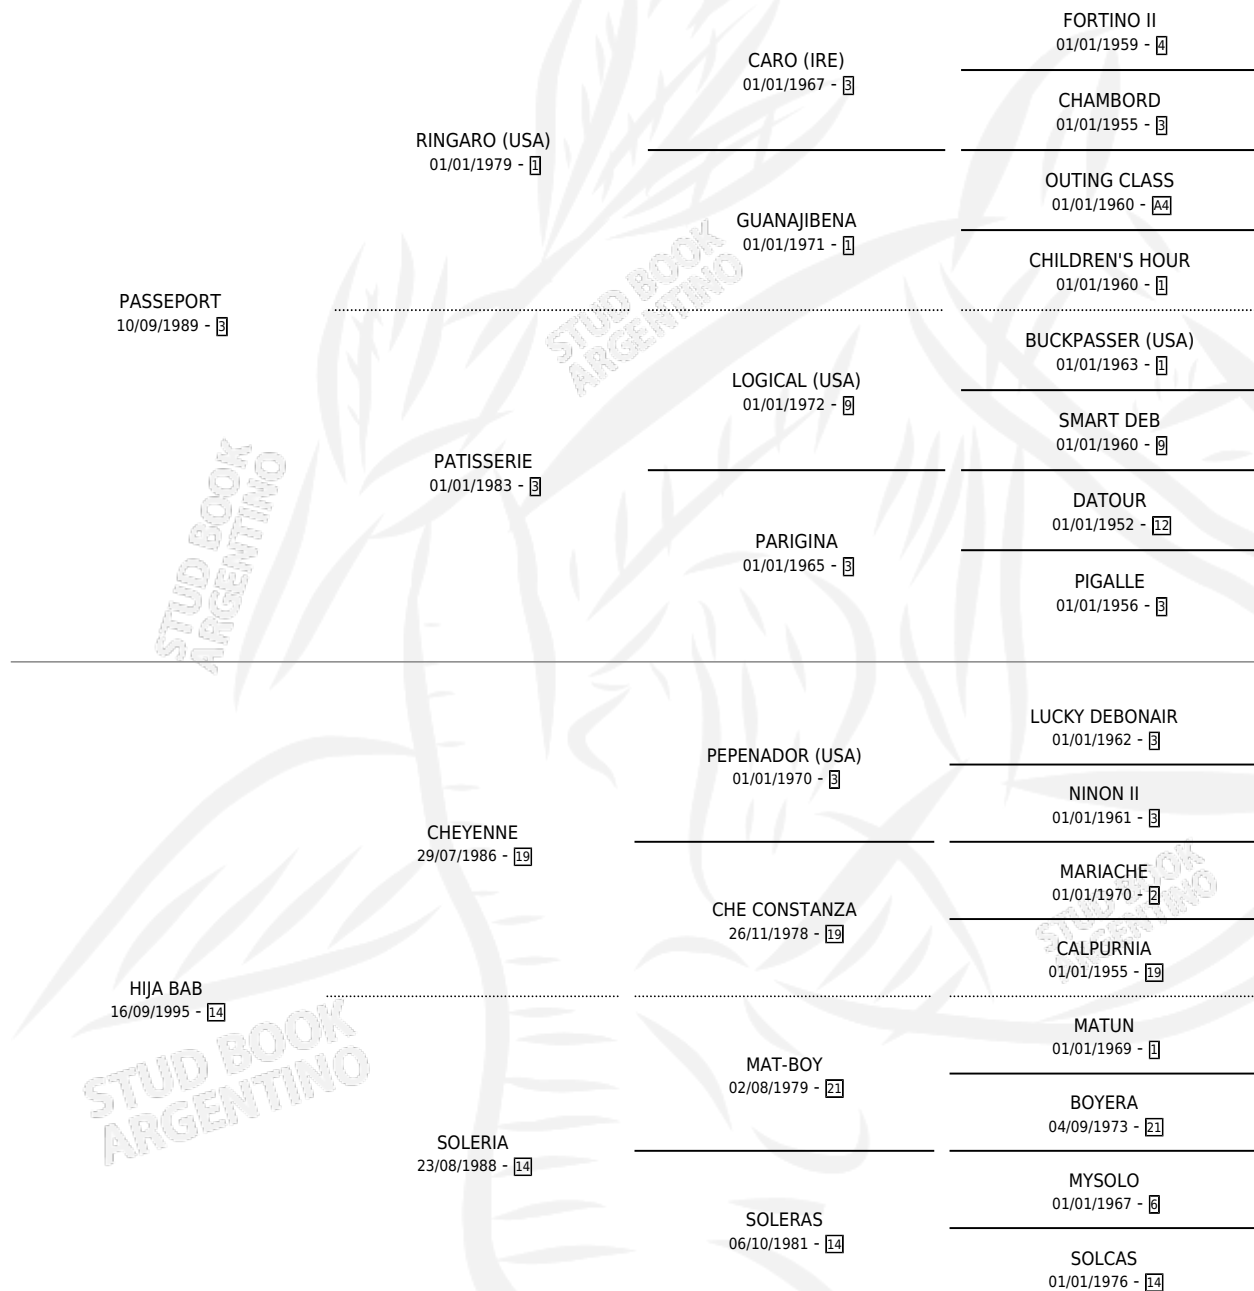 FORTINO II
01/01/1959 - 4
CARO (IRE)
01/01/1967 - 3
CHAMBORD
01/01/1955 - 3
RINGARO (USA)
01/01/1979 - 1
OUTING CLASS
01/01/1960 - A4
GUANAJIBENA
01/01/1971 - 1
CHILDREN'S HOUR
01/01/1960 - 1
PASSEPORT
10/09/1989 - 3
BUCKPASSER (USA)
01/01/1963 - 1
LOGICAL (USA)
01/01/1972 - 9
SMART DEB
01/01/1960 - 9
PATISSERIE
01/01/1983 - 3
DATOUR
01/01/1952 - 12
PARIGINA
01/01/1965 - 3
PIGALLE
01/01/1956 - 3
STUD BOOK
ARGENTINO
STUD BOOK
ARGENTINO
LUCKY DEBONAIR
01/01/1962 - 3
PEPENADOR (USA)
01/01/1970 - 3
NINON II
01/01/1961 - 3
CHEYENNE
29/07/1986 - 19
MARIACHE
01/01/1970 - 2
CHE CONSTANZA
26/11/1978 - 19
CALPURNIA
01/01/1955 - 19
HIJA BAB
16/09/1995 - 14
MATUN
01/01/1969 - 1
MAT-BOY
02/08/1979 - 21
BOYERA
04/09/1973 - 21
SOLERIA
23/08/1988 - 14
MYSOLO
01/01/1967 - 6
SOLERAS
06/10/1981 - 14
SOLCAS
01/01/1976 - 14
STUD BOOK
ARGENTINO
STUD BOOK
ARGENTINO